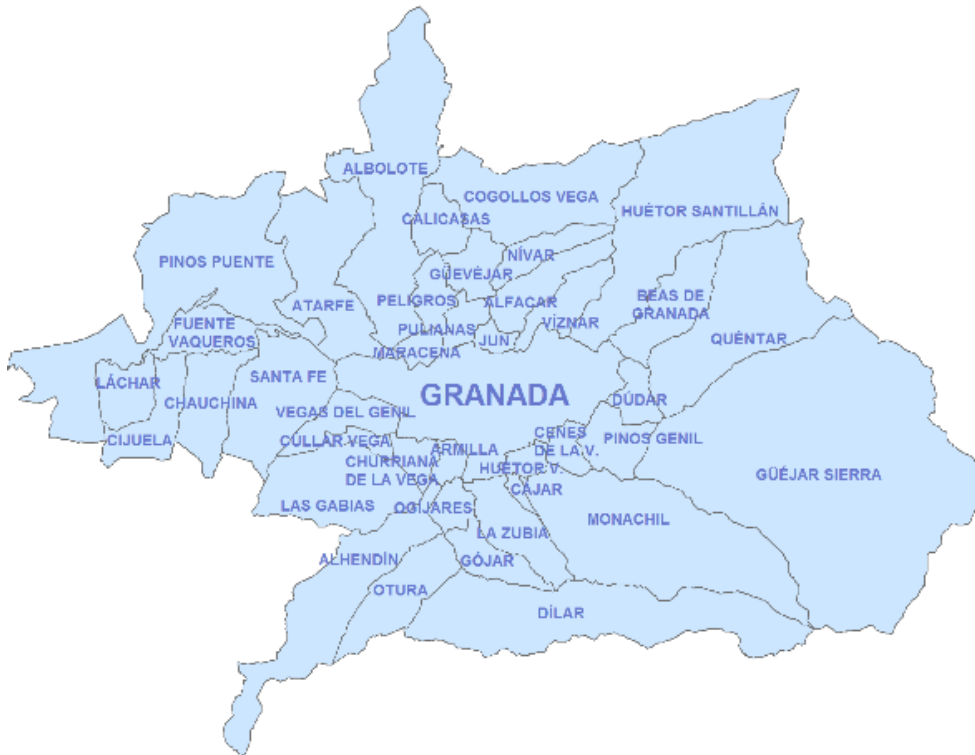 ALBOLOTE
COGOLLOS VEGA
CALICASAS
HUÉTOR SANTILLÁN
NÍVAR
PINOS PUENTE
GÜEVÉJAR
PELIGROS
ALFACAR
BEAS DE
GRANADA
ATARFE
FUENTE
VAQUEROS
PULIANAS
JUN
VÍZNAR
QUÉNTAR
MARACENA
LÁCHAR
SANTA FE
CHAUCHINA
GRANADA
DÚDAR
VEGAS DEL GENIL
CIJUELA
CÚLLAR VEGA
ARMILLA
CENES
DE LA V.
PINOS GENIL
CHURRIANA
DE LA VEGA
HUÉTOR V.
GÜÉJAR SIERRA
CÁJAR
LAS GABIAS
OGÍJARES
MONACHIL
LA ZUBIA
ALHENDÍN
GÓJAR
OTURA
DÍLAR